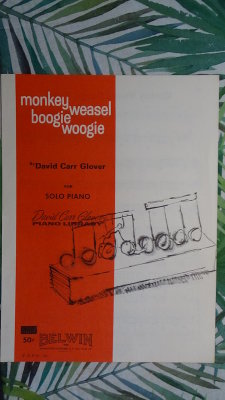 monkey
weasel
boogie
woogie
BY David Carr Glover
FOR
SOLO PIANO
David Carr Glover
PIANO LIBRARY
50¢
BELWIN